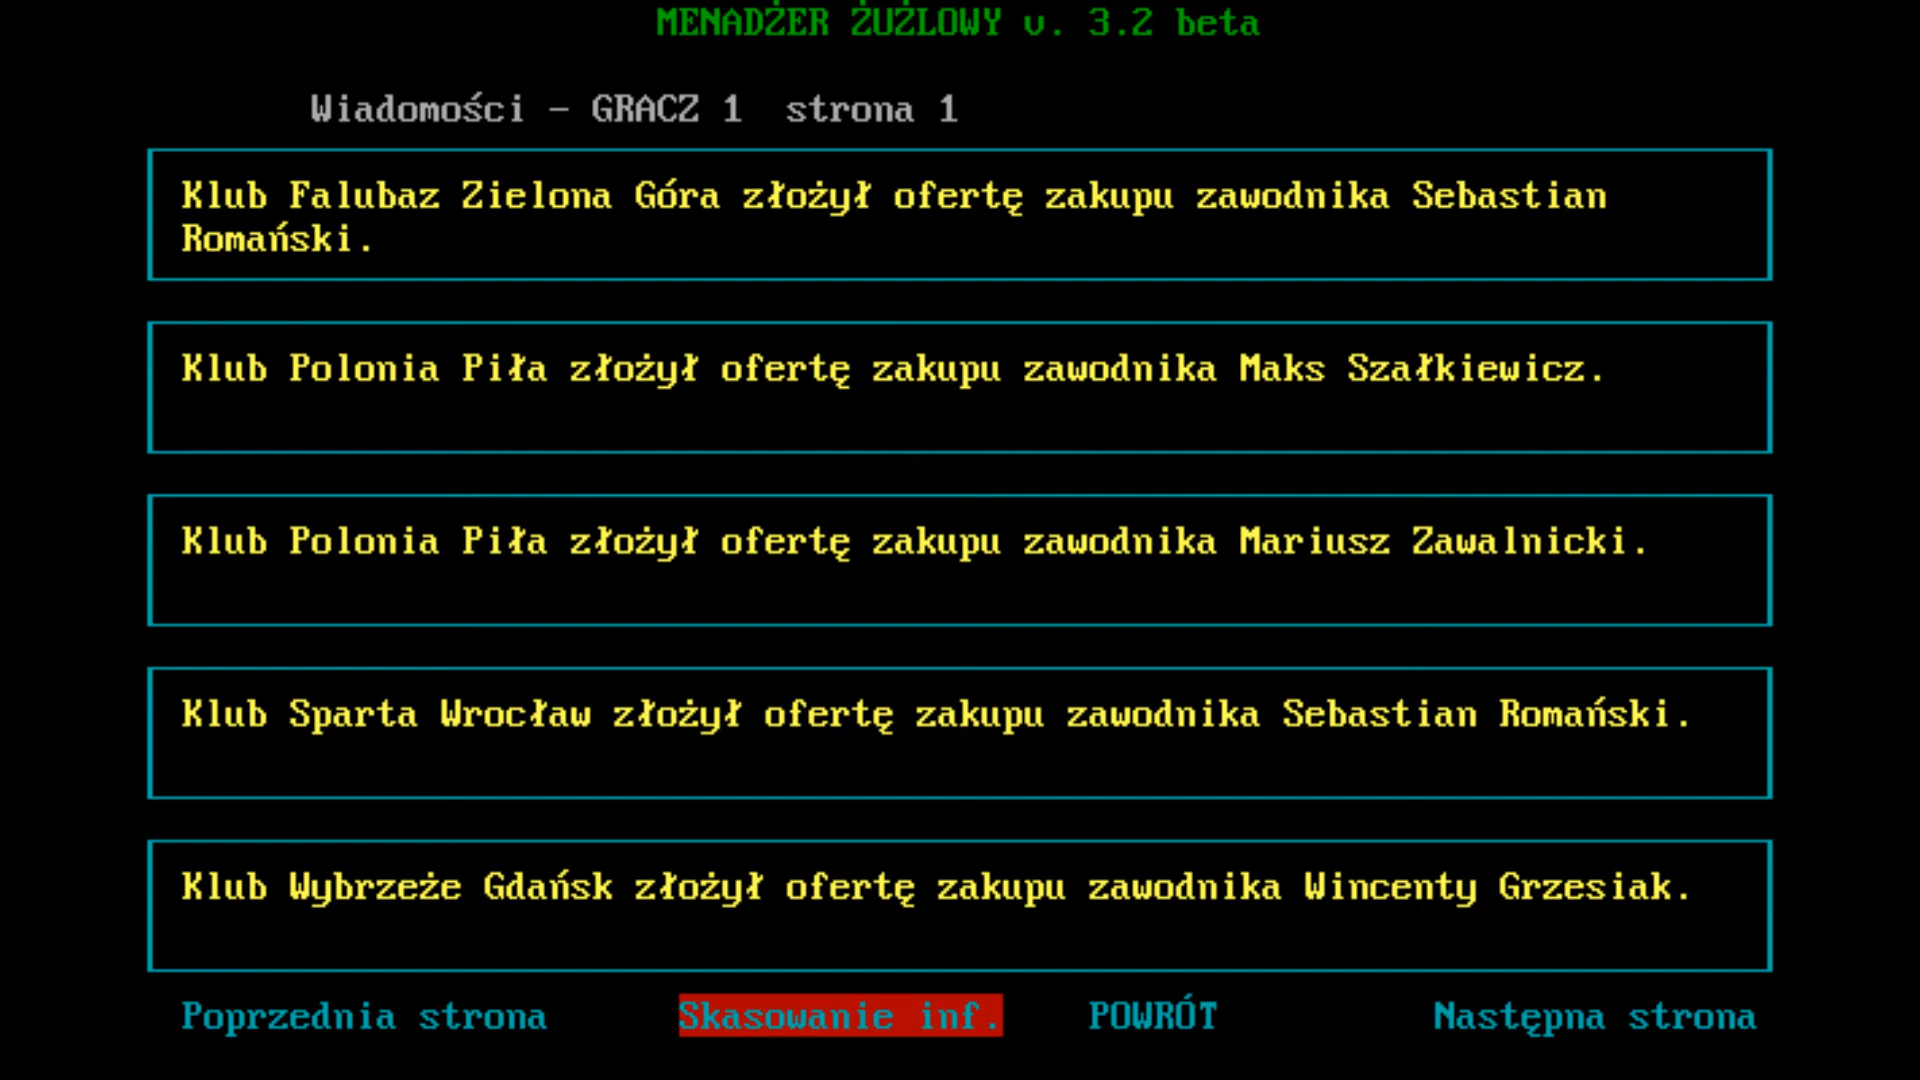 MENADŻER ŻUŻLOWY v. 3.2 beta
Wiadomości - GRACZ 1 strona 1
Klub Falubaz Zielona Góra złożył ofertę zakupu zawodnika Sebastian
Romański.
Klub Polonia Piła złożył ofertę zakupu zawodnika Maks Szałkiewicz.
Klub Polonia Piła złożył ofertę zakupu zawodnika Mariusz Zawalnicki.
Klub Sparta Wrocław złożył ofertę zakupu zawodnika Sebastian Romański.
Klub Wybrzeże Gdańsk złożył ofertę zakupu zawodnika Wincenty Grzesiak.
Poprzednia strona Skasowanie inf. POWRÓT Następna strona